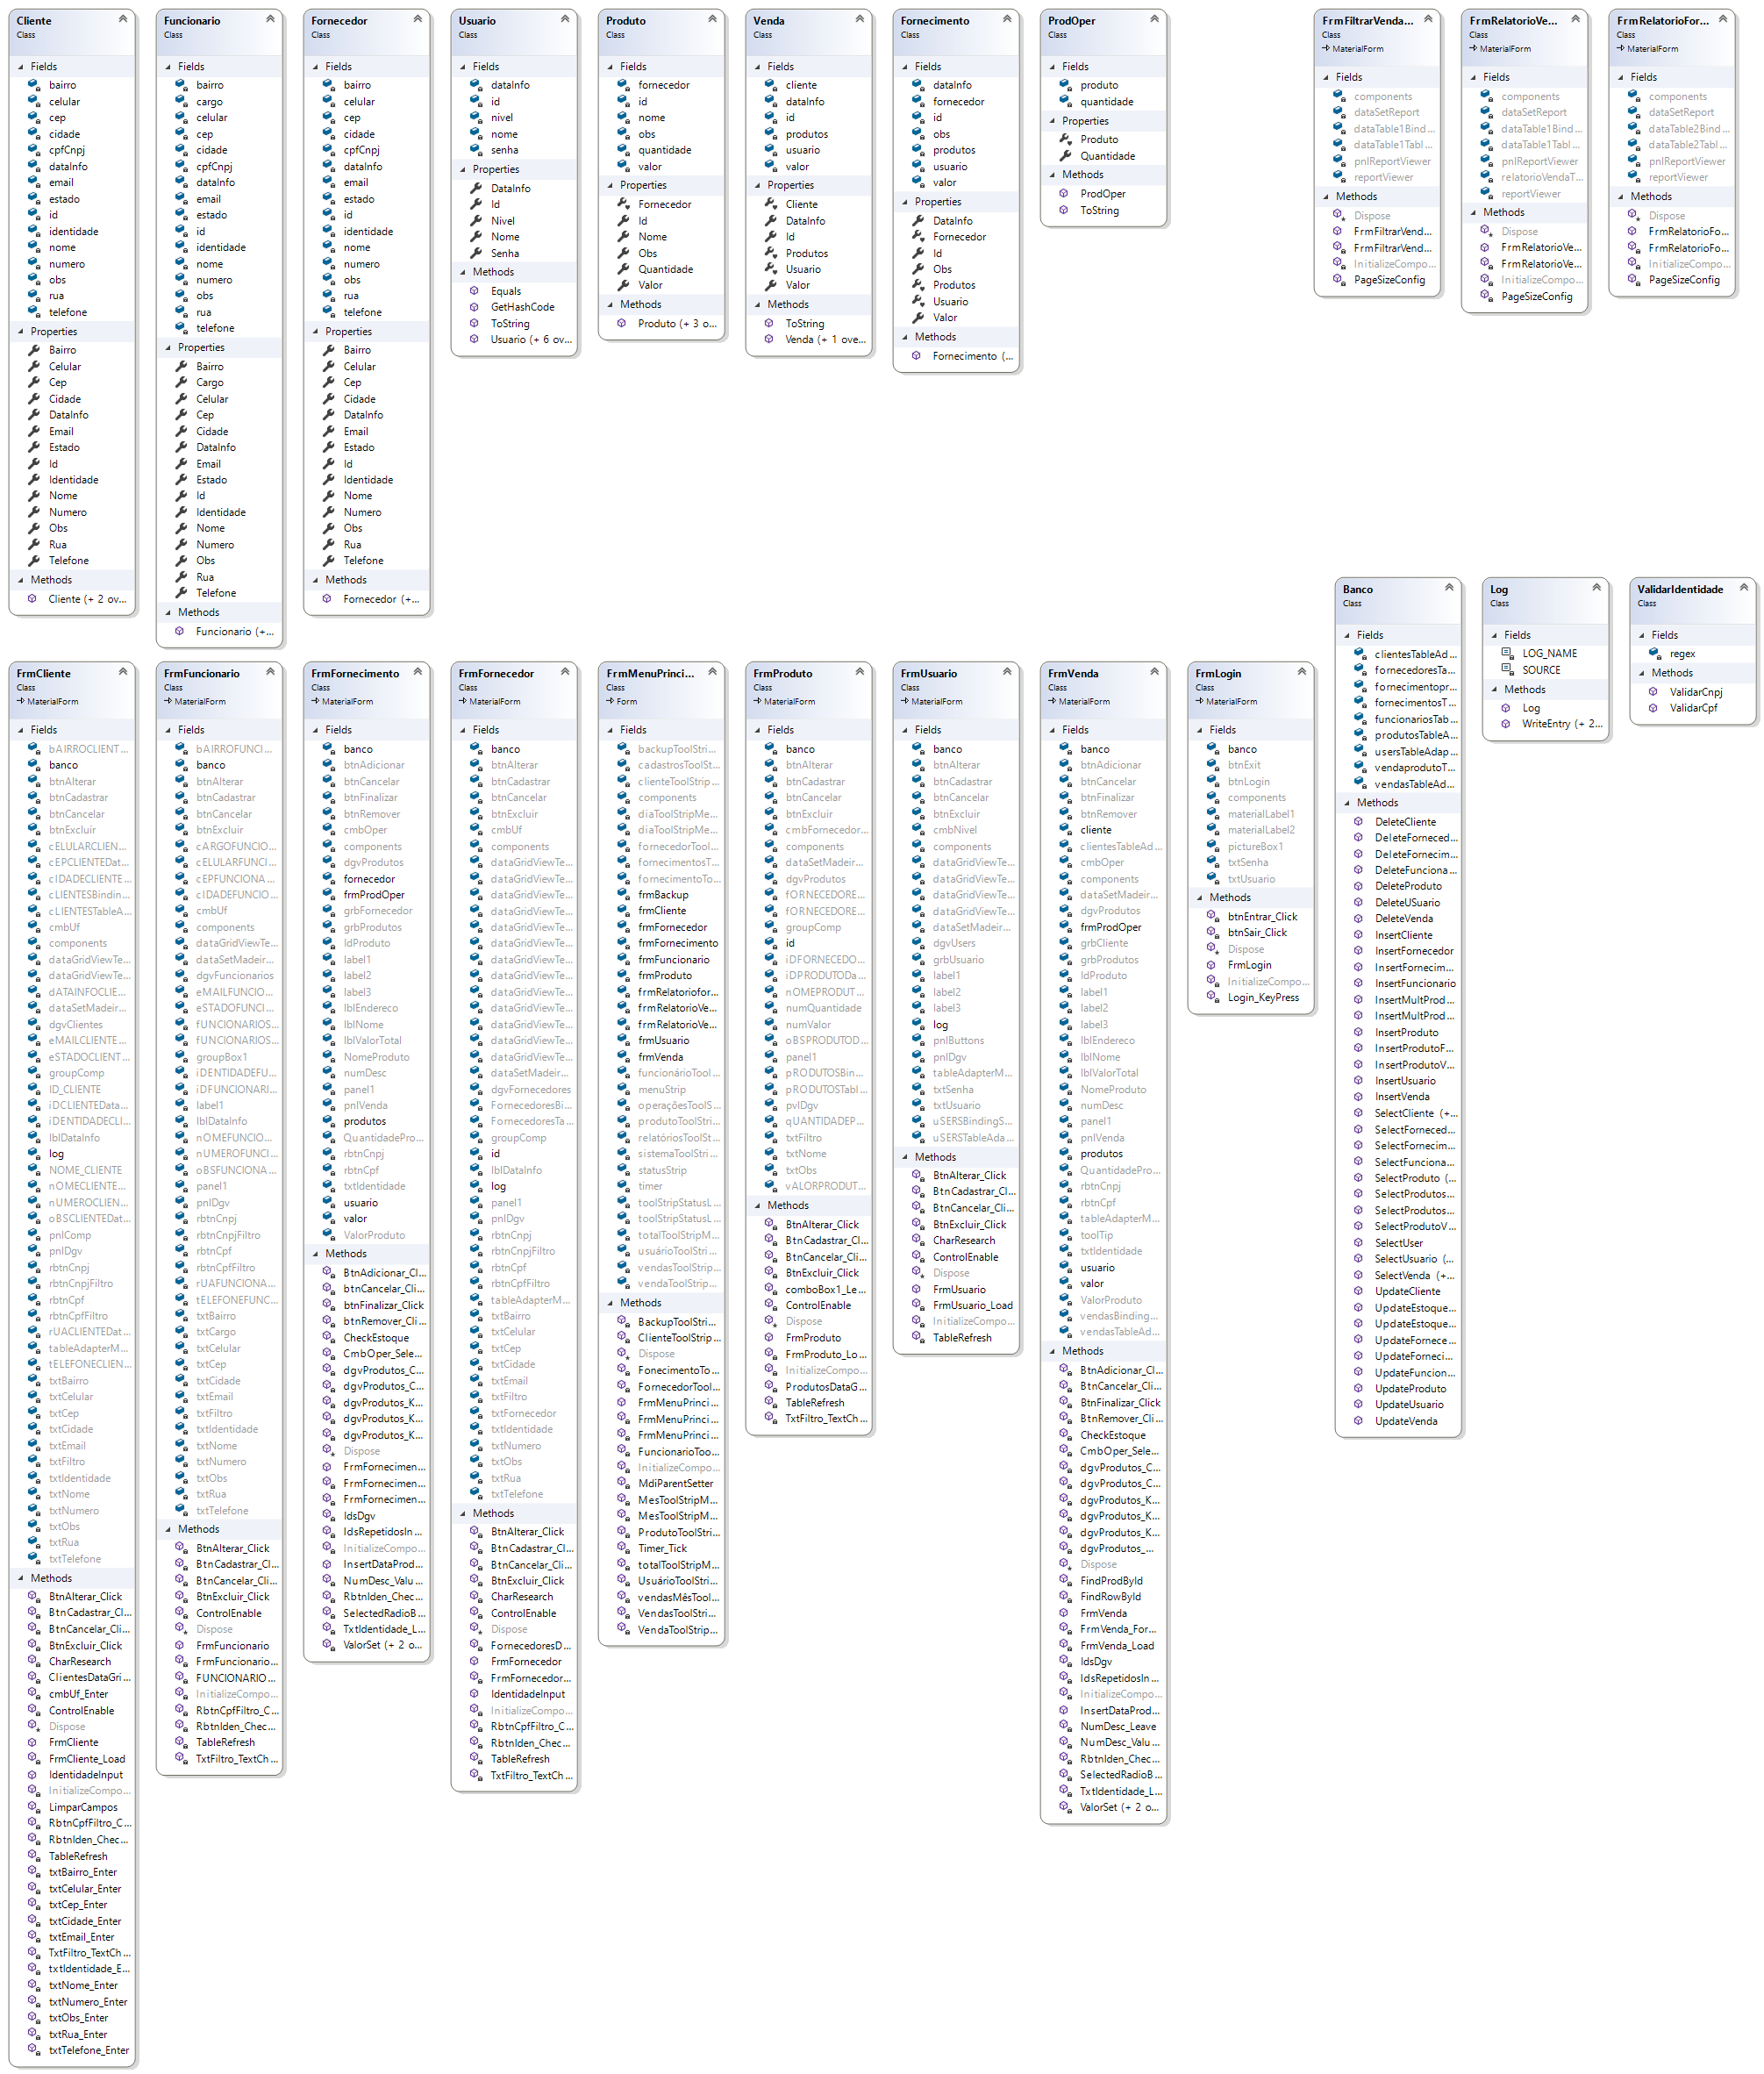 Cliente
Class
Fields
bairro
celular
cep
cidade
cpfCnpj
dataInfo
email
estado
id
identidade
nome
numero
obs
rua
telefone
Properties
Bairro
Celular
Cep
Cidade
DataInfo
Email
Estado
Id
Identidade
Nome
Numero
Obs
Rua
Telefone
Methods
Cliente (+ 2 ov...
Funcionario
Class
Fields
bairro
cargo
celular
cep
cidade
cpfCnpj
dataInfo
email
estado
id
identidade
nome
numero
obs
rua
telefone
Properties
Bairro
Cargo
Celular
Cep
Cidade
DataInfo
Email
Estado
Id
Identidade
Nome
Numero
Obs
Rua
Telefone
Methods
Funcionario (+...
Fornecedor
Class
Fields
bairro
celular
cep
cidade
cpfCnpj
dataInfo
email
estado
id
identidade
nome
numero
obs
rua
telefone
Properties
Bairro
Celular
Cep
Cidade
DataInfo
Email
Estado
Id
Identidade
Nome
Numero
Obs
Rua
Telefone
Methods
Fornecedor (+...
Usuario
Class
Fields
dataInfo
id
nivel
nome
senha
Properties
DataInfo
Id
Nivel
Nome
Senha
Methods
Equals
GetHashCode
ToString
Usuario (+ 6 ov...
Produto
Class
Fields
fornecedor
id
nome
obs
quantidade
valor
Properties
Fornecedor
Id
Nome
Obs
Quantidade
Valor
Methods
Produto (+ 3 o...
Venda
Class
Fields
cliente
dataInfo
id
produtos
usuario
valor
Properties
Cliente
DataInfo
Id
Produtos
Usuario
Valor
Methods
ToString
Venda (+ 1 ove...
Fornecimento
Class
Fields
dataInfo
fornecedor
id
obs
produtos
usuario
valor
Properties
DataInfo
Fornecedor
Id
Obs
Produtos
Usuario
Valor
Methods
Fornecimento (...
ProdOper
Class
Fields
produto
quantidade
Properties
Produto
Quantidade
Methods
ProdOper
ToString
FrmFiltrarVenda...
Class
MaterialForm
Fields
components
dataSetReport
dataTable1Bind...
dataTable1Tabl...
pnlReportViewer
reportViewer
Methods
Dispose
FrmFiltrarVend...
FrmFiltrarVend...
InitializeCompo...
PageSizeConfig
FrmRelatorioVe...
Class
MaterialForm
Fields
components
dataSetReport
dataTable1Bind...
dataTable1Tabl...
pnlReportViewer
relatorioVendaT...
reportViewer
Methods
Dispose
FrmRelatorioVe...
FrmRelatorioVe...
InitializeCompo...
PageSizeConfig
FrmRelatorioFor...
Class
MaterialForm
Fields
components
dataSetReport
dataTable2Bind...
dataTable2Tabl...
pnlReportViewer
reportViewer
Methods
Dispose
FrmRelatorioFo...
FrmRelatorioFo...
InitializeCompo...
PageSizeConfig
FrmCliente
Class
MaterialForm
Fields
bAIRROCLIENT...
banco
btnAlterar
btnCadastrar
btnCancelar
btnExcluir
cELULARCLIEN...
cEPCLIENTEDat...
cIDADECLIENTE...
cLIENTESBindin...
cLIENTESTableA...
cmbUf
components
dataGridViewTe...
dataGridViewTe...
dATAINFOCLIE...
dataSetMadeir...
dgvClientes
eMAILCLIENTE...
eSTADOCLIENT...
groupComp
ID_CLIENTE
iDCLIENTEData...
iDENTIDADECLI...
lblDataInfo
log
NOME_CLIENTE
nOMECLIENTE...
nUMEROCLIEN...
oBSCLIENTEDat...
pnlComp
pnlDgv
rbtnCnpj
rbtnCnpjFiltro
rbtnCpf
rbtnCpfFiltro
rUACLIENTEDat...
tableAdapterM...
tELEFONECLIEN...
txtBairro
txtCelular
txtCep
txtCidade
txtEmail
txtFiltro
txtIdentidade
txtNome
txtNumero
txtObs
txtRua
txtTelefone
Methods
BtnAlterar_Click
BtnCadastrar_Cl...
BtnCancelar_Cli...
BtnExcluir_Click
CharResearch
ClientesDataGri...
cmbUf_Enter
ControlEnable
Dispose
FrmCliente
FrmCliente_Load
IdentidadeInput
InitializeCompo...
LimparCampos
RbtnCpfFiltro_C...
RbtnIden_Chec...
TableRefresh
txtBairro_Enter
txtCelular_Enter
txtCep_Enter
txtCidade_Enter
txtEmail_Enter
TxtFiltro_TextCh...
txtIdentidade_E...
txtNome_Enter
txtNumero_Enter
txtObs_Enter
txtRua_Enter
txtTelefone_Enter
FrmFuncionario
Class
MaterialForm
Fields
bAIRROFUNCI...
banco
btnAlterar
btnCadastrar
btnCancelar
btnExcluir
cARGOFUNCIO...
cELULARFUNCI...
cEPFUNCIONA...
cIDADEFUNCIO...
cmbUf
components
dataGridViewTe...
dataSetMadeir...
dgvFuncionarios
eMAILFUNCIO...
eSTADOFUNCI...
fUNCIONARIOS...
fUNCIONARIOS...
groupBox1
iDENTIDADEFU...
iDFUNCIONARI...
label1
lblDataInfo
nOMEFUNCIO...
nUMEROFUNCI...
oBSFUNCIONA...
panel1
pnlDgv
rbtnCnpj
rbtnCnpjFiltro
rbtnCpf
rbtnCpfFiltro
rUAFUNCIONA...
tELEFONEFUNC...
txtBairro
txtCargo
txtCelular
txtCep
txtCidade
txtEmail
txtFiltro
txtIdentidade
txtNome
txtNumero
txtObs
txtRua
txtTelefone
Methods
BtnAlterar_Click
BtnCadastrar_Cl...
BtnCancelar_Cli...
BtnExcluir_Click
ControlEnable
Dispose
FrmFuncionario
FrmFuncionario...
FUNCIONARIO...
InitializeCompo...
RbtnCpfFiltro_C...
RbtnIden_Chec...
TableRefresh
TxtFiltro_TextCh...
FrmFornecimento
Class
MaterialForm
Fields
banco
btnAdicionar
btnCancelar
btnFinalizar
btnRemover
cmbOper
components
dgvProdutos
fornecedor
frmProdOper
grbFornecedor
grbProdutos
IdProduto
label1
label2
label3
lblEndereco
lblNome
lblValorTotal
NomeProduto
numDesc
panel1
pnlVenda
produtos
QuantidadePro...
rbtnCnpj
rbtnCpf
txtIdentidade
usuario
valor
ValorProduto
Methods
BtnAdicionar_Cl...
btnCancelar_Cli...
btnFinalizar_Click
btnRemover_Cli...
CheckEstoque
CmbOper_Sele...
dgvProdutos_C...
dgvProdutos_C...
dgvProdutos_K...
dgvProdutos_K...
dgvProdutos_K...
Dispose
FrmFornecimen...
FrmFornecimen...
FrmFornecimen...
IdsDgv
IdsRepetidosIn...
InitializeCompo...
InsertDataProd...
NumDesc_Valu...
RbtnIden_Chec...
SelectedRadioB...
TxtIdentidade_L...
ValorSet (+ 2 o...
FrmFornecedor
Class
MaterialForm
Fields
banco
btnAlterar
btnCadastrar
btnCancelar
btnExcluir
cmbUf
components
dataGridViewTe...
dataGridViewTe...
dataGridViewTe...
dataGridViewTe...
dataGridViewTe...
dataGridViewTe...
dataGridViewTe...
dataGridViewTe...
dataGridViewTe...
dataGridViewTe...
dataGridViewTe...
dataGridViewTe...
dataGridViewTe...
dataSetMadeir...
dgvFornecedores
FornecedoresBi...
FornecedoresTa...
groupComp
id
lblDataInfo
log
panel1
pnlDgv
rbtnCnpj
rbtnCnpjFiltro
rbtnCpf
rbtnCpfFiltro
tableAdapterM...
txtBairro
txtCelular
txtCep
txtCidade
txtEmail
txtFiltro
txtFornecedor
txtIdentidade
txtNumero
txtObs
txtRua
txtTelefone
Methods
BtnAlterar_Click
BtnCadastrar_Cl...
BtnCancelar_Cli...
BtnExcluir_Click
CharResearch
ControlEnable
Dispose
FornecedoresD...
FrmFornecedor
FrmFornecedor...
IdentidadeInput
InitializeCompo...
RbtnCpfFiltro_C...
RbtnIden_Chec...
TableRefresh
TxtFiltro_TextCh...
FrmMenuPrinci...
Class
Form
Fields
backupToolStri...
cadastrosToolSt...
clienteToolStrip...
components
diaToolStripMe...
diaToolStripMe...
fornecedorTool...
fornecimentosT...
fornecimentoTo...
frmBackup
frmCliente
frmFornecedor
frmFornecimento
frmFuncionario
frmProduto
frmRelatoriofor...
frmRelatorioVe...
frmRelatorioVe...
frmUsuario
frmVenda
funcionárioTool...
menuStrip
operaçõesToolS...
produtoToolStri...
relatóriosToolSt...
sistemaToolStri...
statusStrip
timer
toolStripStatusL...
toolStripStatusL...
totalToolStripM...
usuárioToolStri...
vendasToolStrip...
vendaToolStrip...
Methods
BackupToolStri...
ClienteToolStrip...
Dispose
FonecimentoTo...
FornecedorTool...
FrmMenuPrinci...
FrmMenuPrinci...
FrmMenuPrinci...
FuncionarioToo...
InitializeCompo...
MdiParentSetter
MesToolStripM...
MesToolStripM...
ProdutoToolStri...
Timer_Tick
totalToolStripM...
UsuárioToolStri...
vendasMêsTool...
VendasToolStri...
VendaToolStrip...
FrmProduto
Class
MaterialForm
Fields
banco
btnAlterar
btnCadastrar
btnCancelar
btnExcluir
cmbFornecedor...
components
dataSetMadeir...
dgvProdutos
fORNECEDORE...
fORNECEDORE...
groupComp
id
iDFORNECEDO...
iDPRODUTODa...
nOMEPRODUT...
numQuantidade
numValor
oBSPRODUTOD...
panel1
pRODUTOSBin...
pRODUTOSTabl...
pvlDgv
qUANTIDADEP...
txtFiltro
txtNome
txtObs
vALORPRODUT...
Methods
BtnAlterar_Click
BtnCadastrar_Cl...
BtnCancelar_Cli...
BtnExcluir_Click
comboBox1_Le...
ControlEnable
Dispose
FrmProduto
FrmProduto_Lo...
InitializeCompo...
ProdutosDataG...
TableRefresh
TxtFiltro_TextCh...
FrmUsuario
Class
MaterialForm
Fields
banco
btnAlterar
btnCadastrar
btnCancelar
btnExcluir
cmbNivel
components
dataGridViewTe...
dataGridViewTe...
dataGridViewTe...
dataGridViewTe...
dataSetMadeir...
dgvUsers
grbUsuario
label1
label2
label3
log
pnlButtons
pnlDgv
tableAdapterM...
txtSenha
txtUsuario
uSERSBindingS...
uSERSTableAda...
Methods
BtnAlterar_Click
BtnCadastrar_Cl...
BtnCancelar_Cli...
BtnExcluir_Click
CharResearch
ControlEnable
Dispose
FrmUsuario
FrmUsuario_Load
InitializeCompo...
TableRefresh
FrmVenda
Class
MaterialForm
Fields
banco
btnAdicionar
btnCancelar
btnFinalizar
btnRemover
cliente
clientesTableAd...
cmbOper
components
dataSetMadeir...
dgvProdutos
frmProdOper
grbCliente
grbProdutos
IdProduto
label1
label2
label3
lblEndereco
lblNome
lblValorTotal
NomeProduto
numDesc
panel1
pnlVenda
produtos
QuantidadePro...
rbtnCnpj
rbtnCpf
tableAdapterM...
toolTip
txtIdentidade
usuario
valor
ValorProduto
vendasBinding...
vendasTableAd...
Methods
BtnAdicionar_Cl...
BtnCancelar_Cli...
BtnFinalizar_Click
BtnRemover_Cli...
CheckEstoque
CmbOper_Sele...
dgvProdutos_C...
dgvProdutos_C...
dgvProdutos_K...
dgvProdutos_K...
dgvProdutos_K...
dgvProdutos_...
Dispose
FindProdById
FindRowById
FrmVenda
FrmVenda_For...
FrmVenda_Load
IdsDgv
IdsRepetidosIn...
InitializeCompo...
InsertDataProd...
NumDesc_Leave
NumDesc_Valu...
RbtnIden_Chec...
SelectedRadioB...
TxtIdentidade_L...
ValorSet (+ 2 o...
FrmLogin
Class
MaterialForm
Fields
banco
btnExit
btnLogin
components
materialLabel1
materialLabel2
pictureBox1
txtSenha
txtUsuario
Methods
btnEntrar_Click
btnSair_Click
Dispose
FrmLogin
InitializeCompo...
Login_KeyPress
Banco
Class
Fields
clientesTableAd...
fornecedoresTa...
fornecimentopr...
fornecimentosT...
funcionariosTab...
produtosTableA...
usersTableAdap...
vendaprodutoT...
vendasTableAd...
Methods
DeleteCliente
DeleteForneced...
DeleteFornecim...
DeleteFunciona...
DeleteProduto
DeleteUSuario
DeleteVenda
InsertCliente
InsertFornecedor
InsertFornecim...
InsertFuncionario
InsertMultProd...
InsertMultProd...
InsertProduto
InsertProdutoF...
InsertProdutoV...
InsertUsuario
InsertVenda
SelectCliente (+...
SelectForneced...
SelectFornecim...
SelectFunciona...
SelectProduto (...
SelectProdutos...
SelectProdutos...
SelectProdutoV...
SelectUser
SelectUsuario (...
SelectVenda (+...
UpdateCliente
UpdateEstoque...
UpdateEstoque...
UpdateFornece...
UpdateForneci...
UpdateFuncion...
UpdateProduto
UpdateUsuario
UpdateVenda
Log
Class
Fields
LOG_NAME
SOURCE
Methods
Log
WriteEntry (+ 2...
ValidarIdentidade
Class
Fields
regex
Methods
ValidarCnpj
ValidarCpf